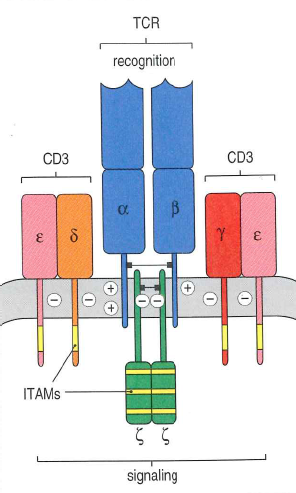 TCR
recognition
CD3
CD3
α
β
ε
δ
γ
ε
+
+
+
−
−
−
−
−
−
ITAMs
ζ
ζ
signaling